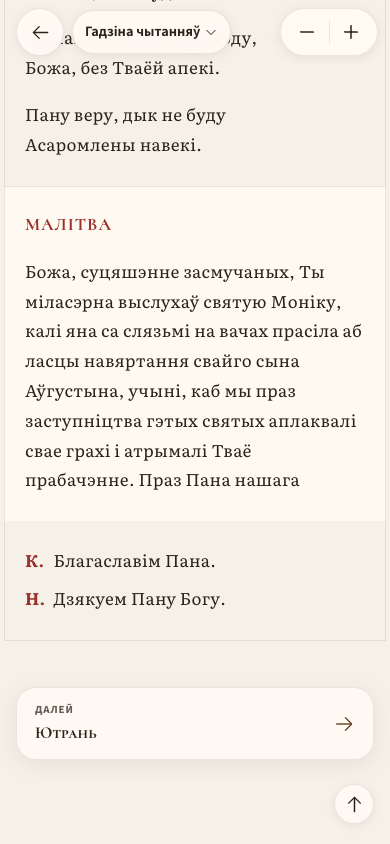 Гадзіна чытанняў
Божа, без Тваёй апекі.
Пану веру, дык не буду
Асаромлены навекі.
МАЛІТВА
Божа, суцяшэнне засмучаных, Ты
міласэрна выслухаў святую Моніку,
калі яна са слязьмі на вачах прасіла аб
ласцы навяртання свайго сына
Аўгустына, учыні, каб мы праз
заступніцтва гэтых святых аплаквалі
свае грахі і атрымалі Тваё
прабачэнне. Праз Пана нашага
К. Благаславім Пана.
Н. Дзякуем Пану Богу.
ДАЛЕЙ
Ютрань